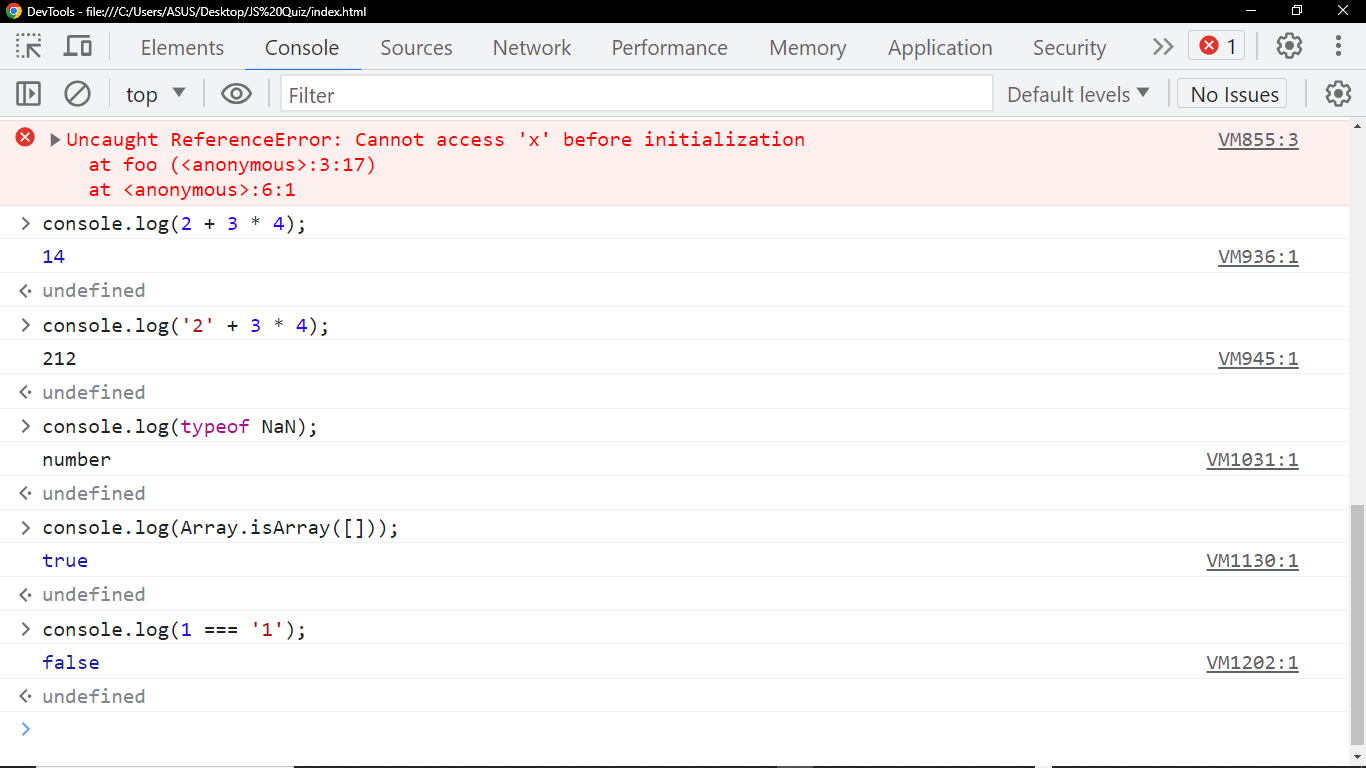 DevTools - file:///C:/Users/ASUS/Desktop/JS%20Quiz/index.html
Elements Console Sources Network Performance Memory Application Security 1
top Filter Default levels No Issues
Uncaught ReferenceError: Cannot access 'x' before initialization VM855:3
at foo (<anonymous>:3:17)
at <anonymous>:6:1
console.log(2 + 3 * 4);
14 VM936:1
undefined
console.log('2' + 3 * 4);
212 VM945:1
undefined
console.log(typeof NaN);
number VM1031:1
undefined
console.log(Array.isArray([]));
true VM1130:1
undefined
console.log(1 === '1');
false VM1202:1
undefined